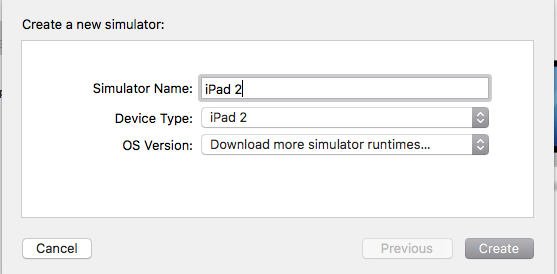 Create a new simulator:
Simulator Name: iPad 2
Device Type: iPad 2
OS Version: Download more simulator runtimes...
Cancel Previous Create